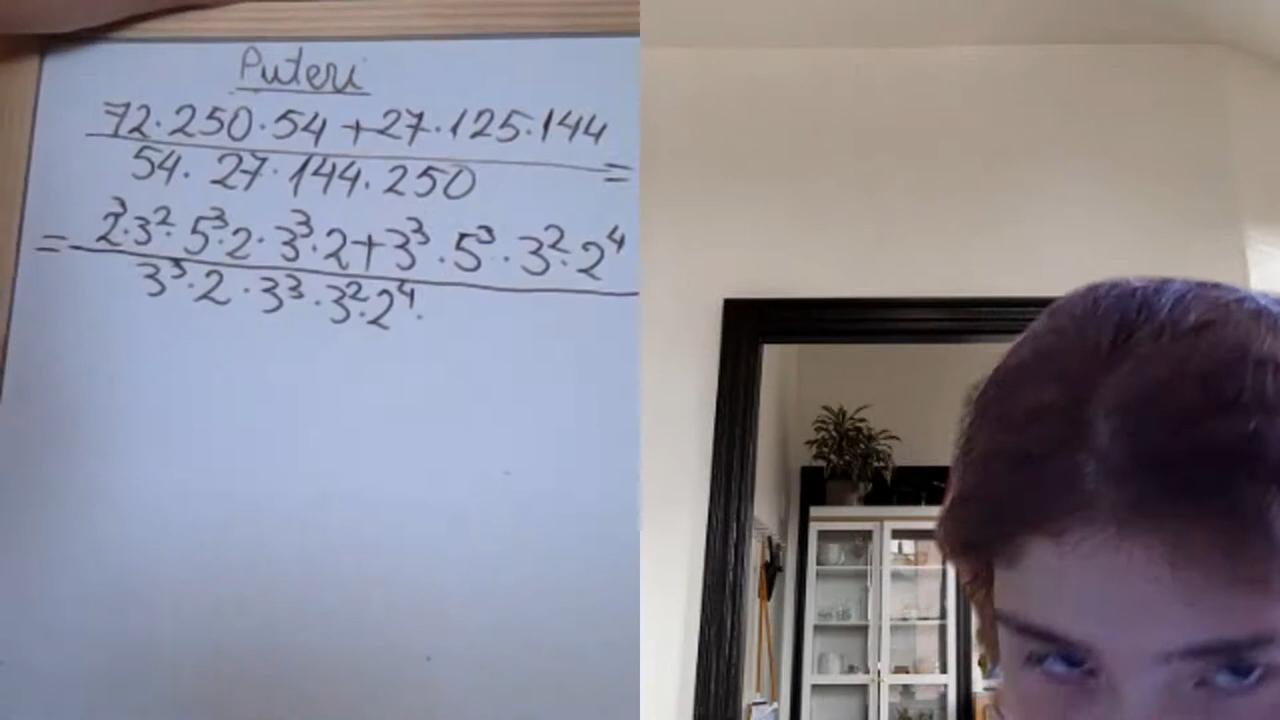 Puteri
72·250·54+27·125·144
54·27·144·250 =
= 2³·3²·5³·2·3³·2+3³·5³·3²·2⁴
3³·2·3³·3²·2⁴·